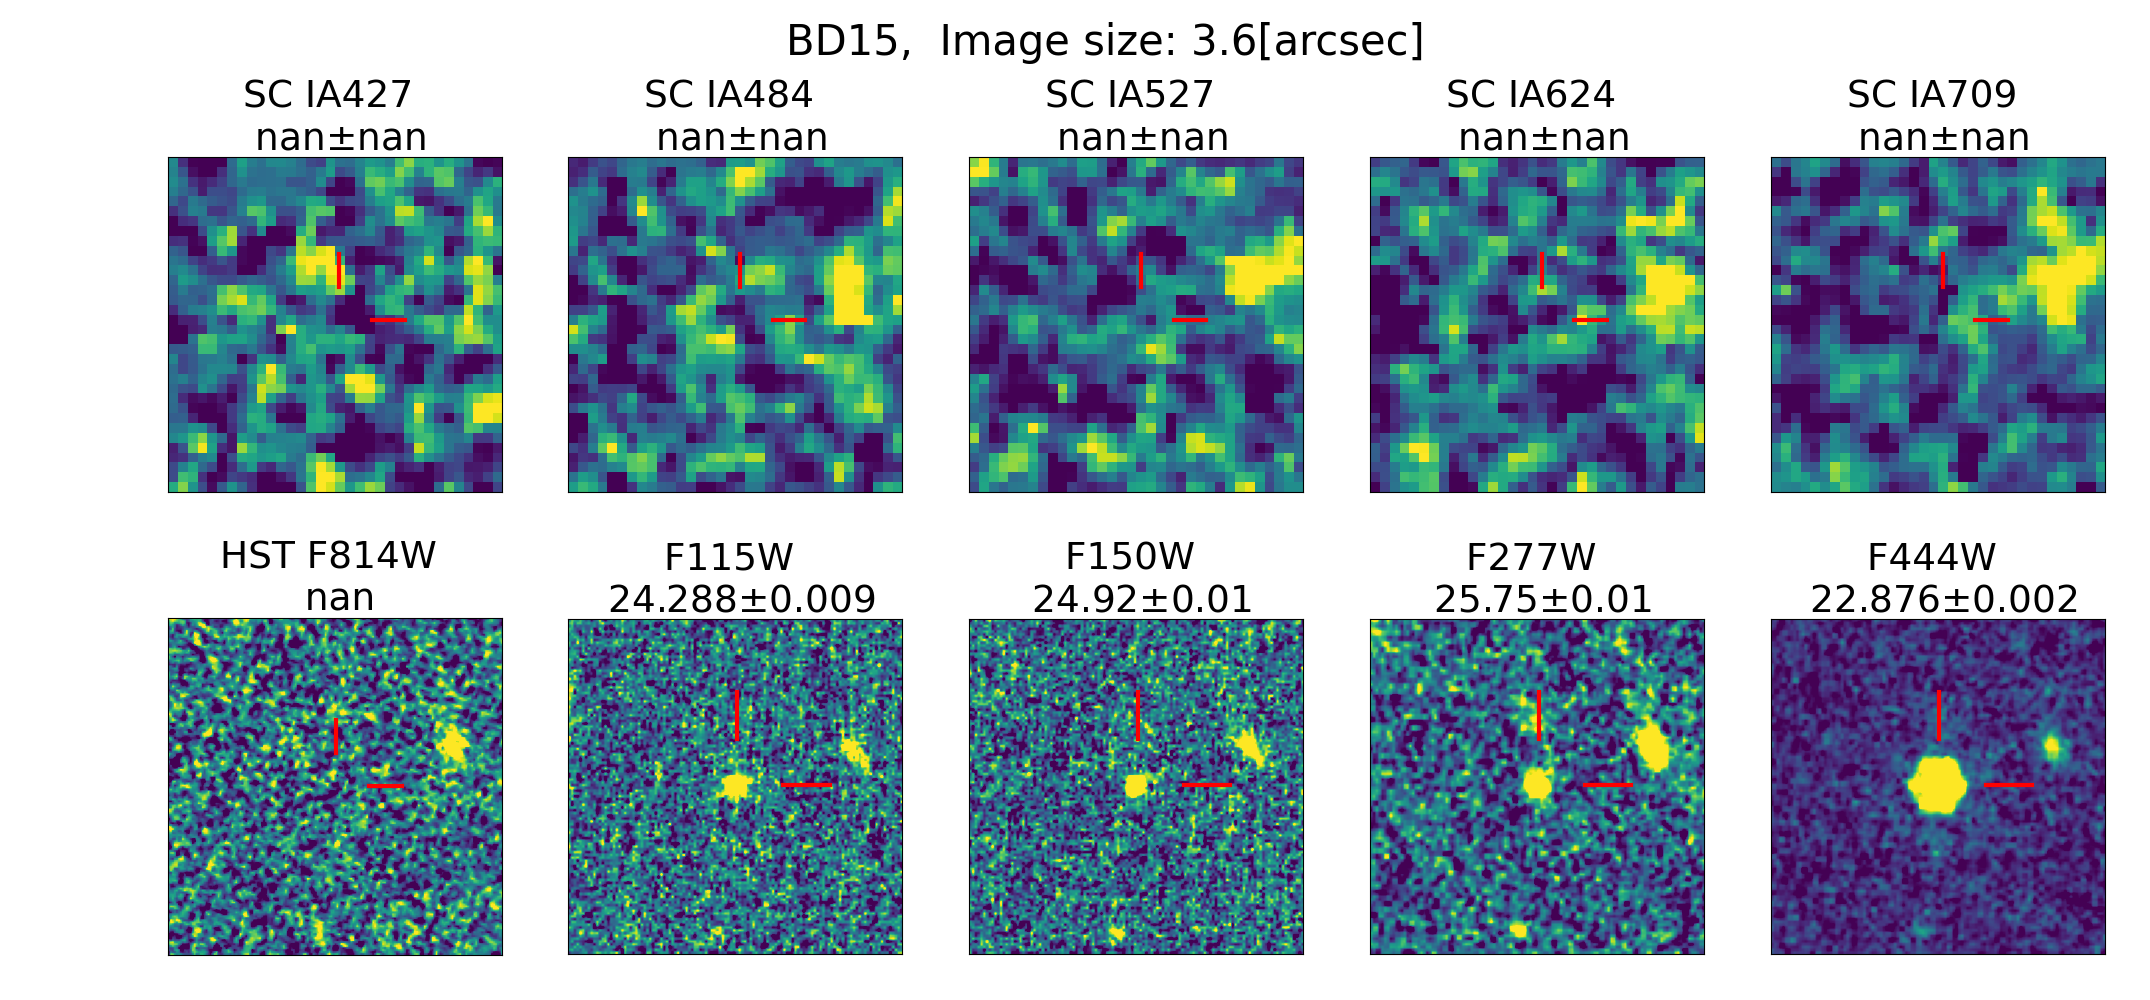 BD15, Image size: 3.6[arcsec]
SC IA427
nan±nan
SC IA484
nan±nan
SC IA527
nan±nan
SC IA624
nan±nan
SC IA709
nan±nan
HST F814W
nan
F115W
24.288±0.009
F150W
24.92±0.01
F277W
25.75±0.01
F444W
22.876±0.002